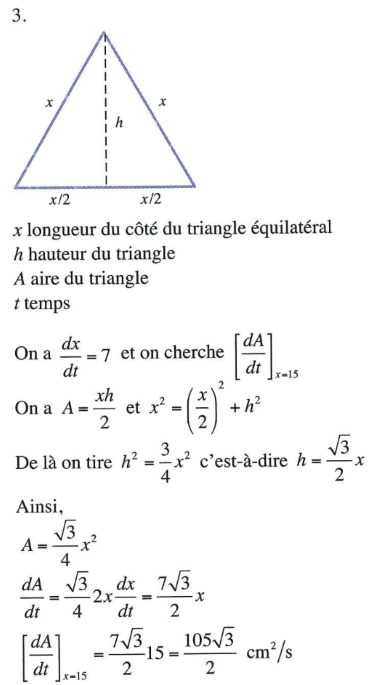 3.
x x
h
x/2 x/2
x longueur du côté du triangle équilatéral
h hauteur du triangle
A aire du triangle
t temps
On a dx/dt = 7 et on cherche [dA/dt]ₓ₌₁₅
On a A = xh/2 et x² = (x/2)² + h²
De là on tire h² = 3/4 x² c'est-à-dire h = √3/2 x
Ainsi,
A = √3/4 x²
dA/dt = √3/4 2x dx/dt = 7√3/2 x
[dA/dt]ₓ₌₁₅ = 7√3/2 15 = 105√3/2 cm²/s